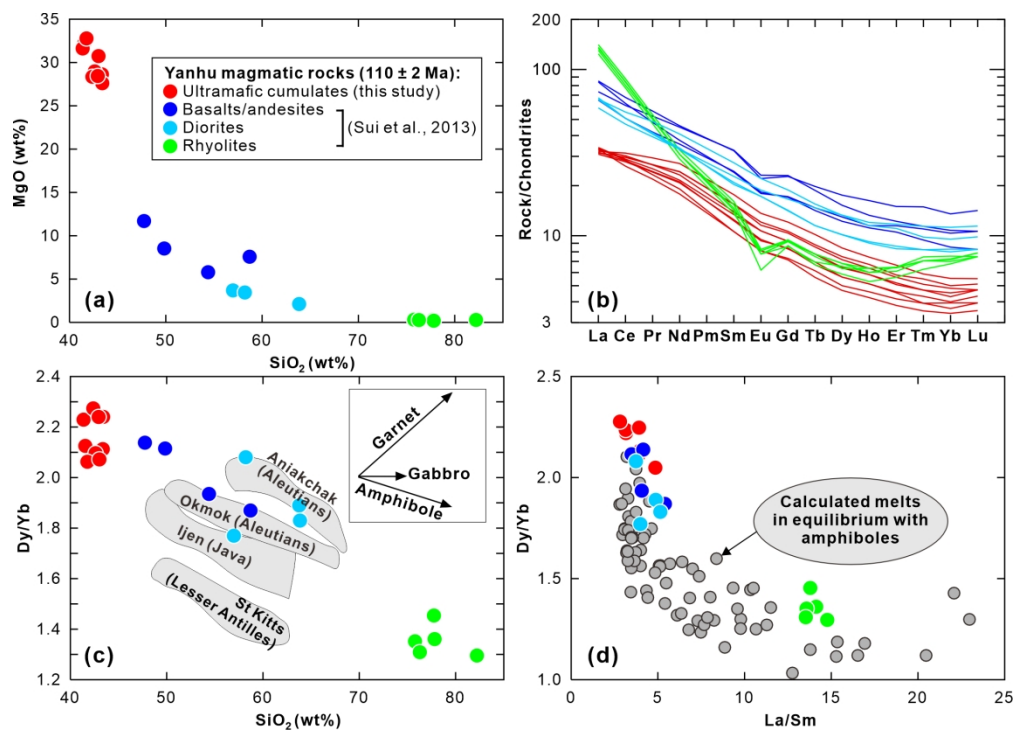 35
30
25
20
15
10
5
0
MgO (wt%)
Yanhu magmatic rocks (110 ± 2 Ma):
Ultramafic cumulates (this study)
Basalts/andesites
Diorites
Rhyolites
(Sui et al., 2013)
(a)
40 50 60 70 80
SiO2 (wt%)
200
100
10
3
Rock/Chondrites
(b)
La Ce Pr Nd Pm Sm Eu Gd Tb Dy Ho Er Tm Yb Lu
2.4
2.2
2.0
1.8
1.6
1.4
1.2
Dy/Yb
Garnet
Gabbro
Amphibole
Aniakchak
(Aleutians)
Okmok (Aleutians)
Ijen (Java)
St Kitts
(Lesser Antilles)
(c)
40 50 60 70 80
SiO2 (wt%)
2.5
2.0
1.5
1.0
Dy/Yb
Calculated melts
in equilibrium with
amphiboles
(d)
0 5 10 15 20 25
La/Sm